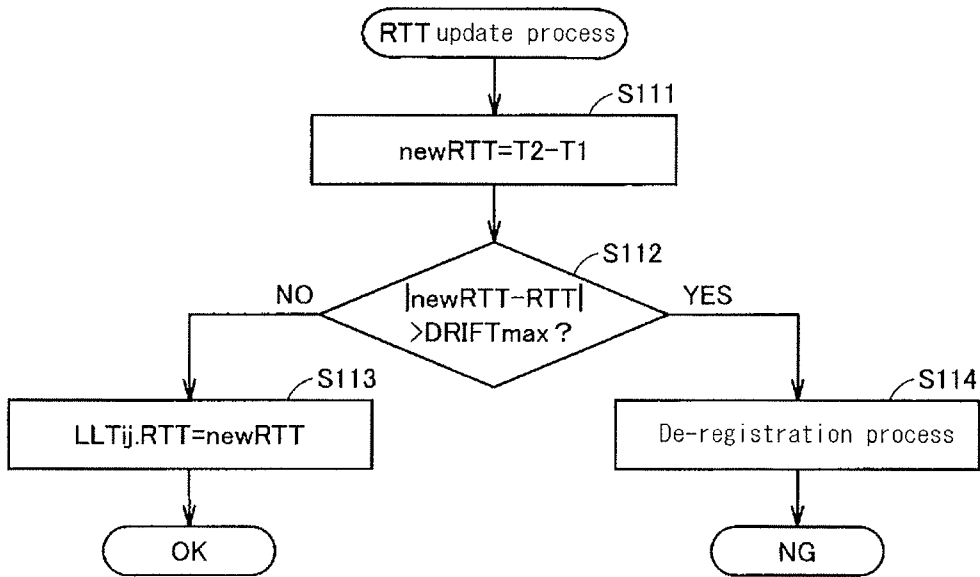 RTT update process
S111
newRTT=T2-T1
S112
NO
|newRTT-RTT|
>DRIFTmax?
YES
S113
LLTij.RTT=newRTT
S114
De-registration process
OK
NG